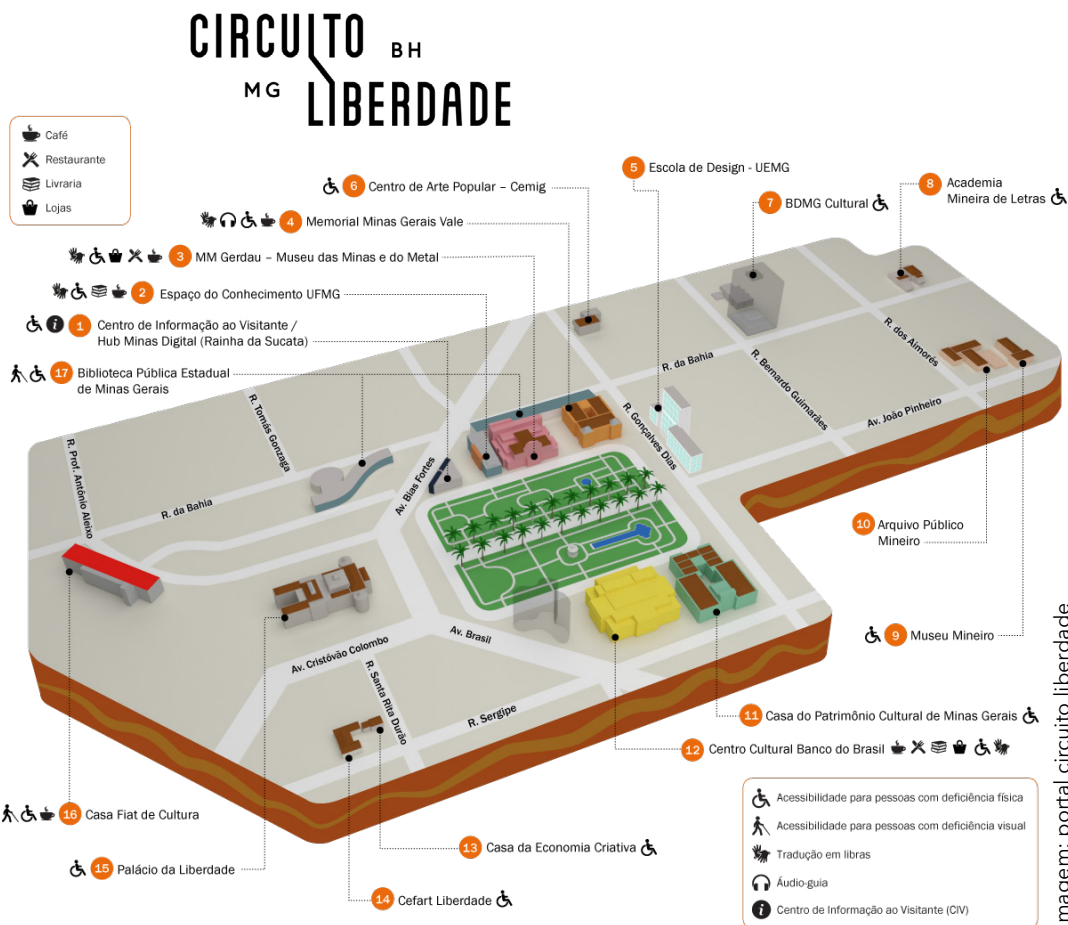 CIRCUITO BH
MG LIBERDADE
Café
Restaurante
Livraria
Lojas
6 Centro de Arte Popular – Cemig
5 Escola de Design - UEMG
8 Academia
Mineira de Letras
7 BDMG Cultural
4 Memorial Minas Gerais Vale
3 MM Gerdau – Museu das Minas e do Metal
2 Espaço do Conhecimento UFMG
i 1 Centro de Informação ao Visitante /
Hub Minas Digital (Rainha da Sucata)
17 Biblioteca Pública Estadual
de Minas Gerais
R. dos Aimorés
R. da Bahia
R. Bernardo Guimarães
Av. João Pinheiro
R. Tomás Gonzaga
R. Gonçalves Dias
R. Prof. Antônio Aleixo
Av. Bias Fortes
R. da Bahia
10 Arquivo Público
Mineiro
9 Museu Mineiro
Av. Brasil
Av. Cristóvão Colombo
R. Santa Rita Durão
R. Sergipe
11 Casa do Patrimônio Cultural de Minas Gerais
12 Centro Cultural Banco do Brasil
16 Casa Fiat de Cultura
13 Casa da Economia Criativa
15 Palácio da Liberdade
14 Cefart Liberdade
Acessibilidade para pessoas com deficiência física
Acessibilidade para pessoas com deficiência visual
Tradução em libras
Áudio-guia
i Centro de Informação ao Visitante (CIV)
imagem: portal circuito liberdade